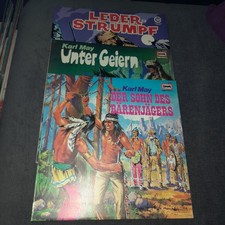 LEDER
STRUMPF
Karl May
Unter Geiern
Karl May
DER SOHN DES
BÄRENJÄGERS